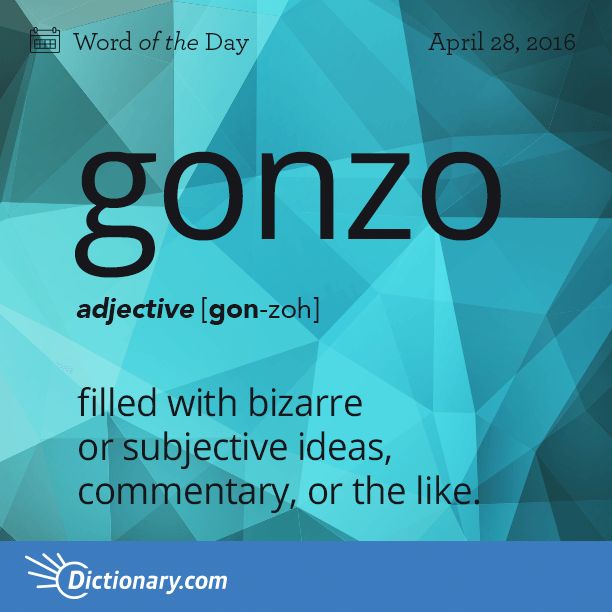 Word of the Day
April 28, 2016
gonzo
adjective [gon-zoh]
filled with bizarre
or subjective ideas,
commentary, or the like.
Dictionary.com